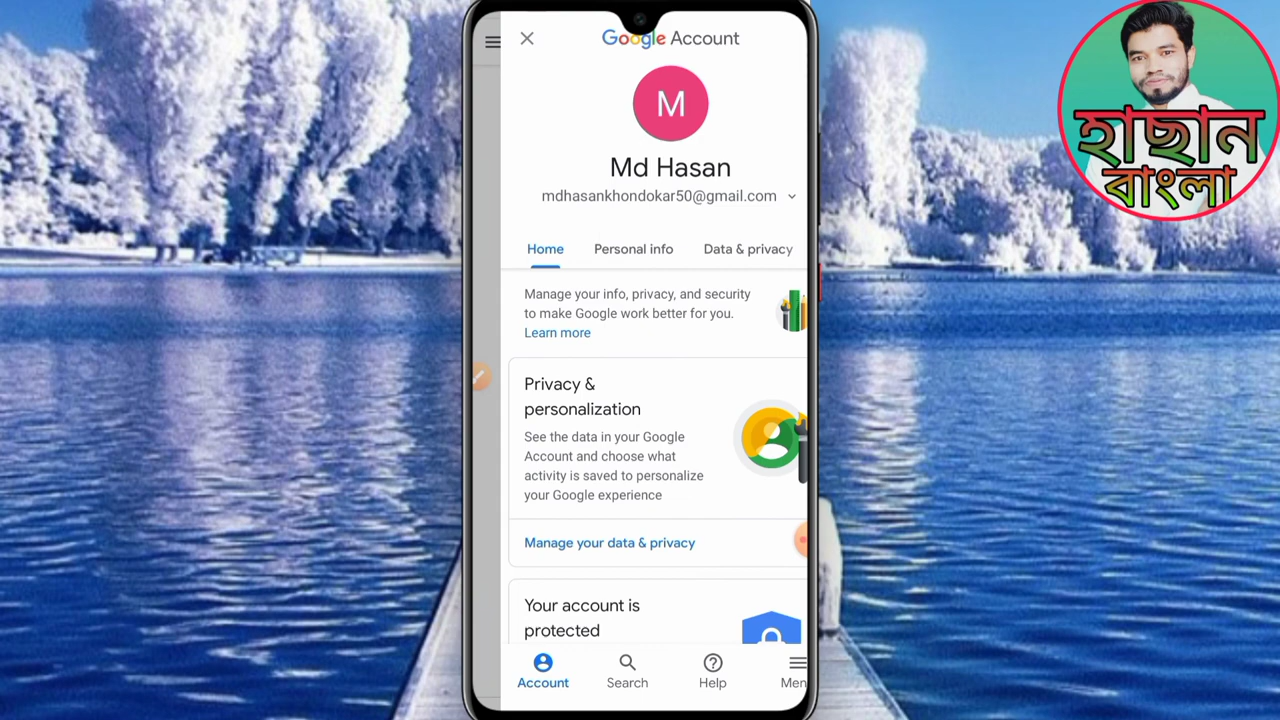 Google Account
M
Md Hasan
mdhasankhondokar50@gmail.com
Home Personal info Data & privacy
Manage your info, privacy, and security
to make Google work better for you.
Learn more
Privacy &
personalization
See the data in your Google
Account and choose what
activity is saved to personalize
your Google experience
Manage your data & privacy
Your account is
protected
Account Search Help Men
হাছান
বাংলা